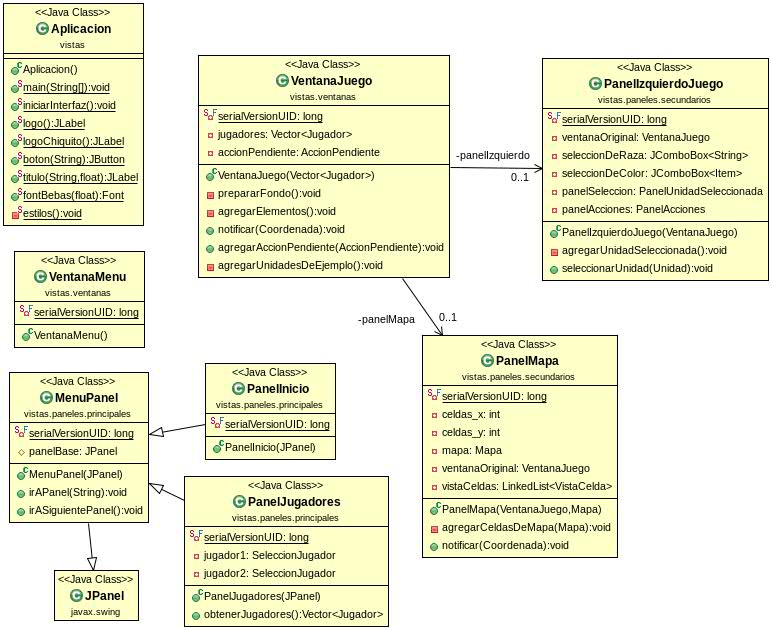 <<Java Class>>
Aplicacion
vistas
Aplicacion()
main(String[]):void
iniciarInterfaz():void
logo():JLabel
logoChiquito():JLabel
boton(String):JButton
titulo(String,float):JLabel
fontBebas(float):Font
estilos():void
<<Java Class>>
VentanaJuego
vistas.ventanas
serialVersionUID: long
jugadores: Vector<Jugador>
accionPendiente: AccionPendiente
VentanaJuego(Vector<Jugador>)
prepararFondo():void
agregarElementos():void
notificar(Coordenada):void
agregarAccionPendiente(AccionPendiente):void
agregarUnidadesDeEjemplo():void
-panelIzquierdo
0..1
<<Java Class>>
PanelIzquierdoJuego
vistas.paneles.secundarios
serialVersionUID: long
ventanaOriginal: VentanaJuego
seleccionDeRaza: JComboBox<String>
seleccionDeColor: JComboBox<Item>
panelSeleccion: PanelUnidadSeleccionada
panelAcciones: PanelAcciones
PanelIzquierdoJuego(VentanaJuego)
agregarUnidadSeleccionada():void
seleccionarUnidad(Unidad):void
<<Java Class>>
VentanaMenu
vistas.ventanas
serialVersionUID: long
VentanaMenu()
-panelMapa
0..1
<<Java Class>>
PanelMapa
vistas.paneles.secundarios
serialVersionUID: long
celdas_x: int
celdas_y: int
mapa: Mapa
ventanaOriginal: VentanaJuego
vistaCeldas: LinkedList<VistaCelda>
PanelMapa(VentanaJuego,Mapa)
agregarCeldasDeMapa(Mapa):void
notificar(Coordenada):void
<<Java Class>>
MenuPanel
vistas.paneles.principales
serialVersionUID: long
panelBase: JPanel
MenuPanel(JPanel)
irAPanel(String):void
irASiguientePanel():void
<<Java Class>>
PanelInicio
vistas.paneles.principales
serialVersionUID: long
PanelInicio(JPanel)
<<Java Class>>
PanelJugadores
vistas.paneles.principales
serialVersionUID: long
jugador1: SeleccionJugador
jugador2: SeleccionJugador
PanelJugadores(JPanel)
obtenerJugadores():Vector<Jugador>
<<Java Class>>
JPanel
javax.swing